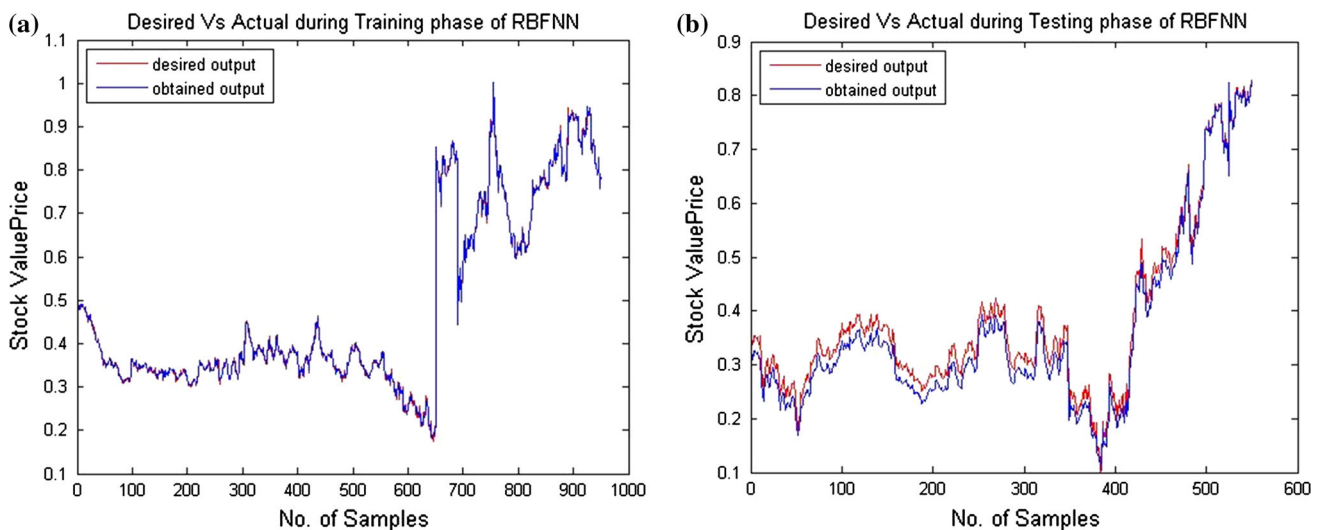 (a)
Desired Vs Actual during Training phase of RBFNN
desired output
obtained output
1.1
1
0.9
0.8
0.7
0.6
0.5
0.4
0.3
0.2
0.1
Stock ValuePrice
0 100 200 300 400 500 600 700 800 900 1000
No. of Samples
(b)
Desired Vs Actual during Testing phase of RBFNN
desired output
obtained output
0.9
0.8
0.7
0.6
0.5
0.4
0.3
0.2
0.1
Stock ValuePrice
0 100 200 300 400 500 600
No. of Samples